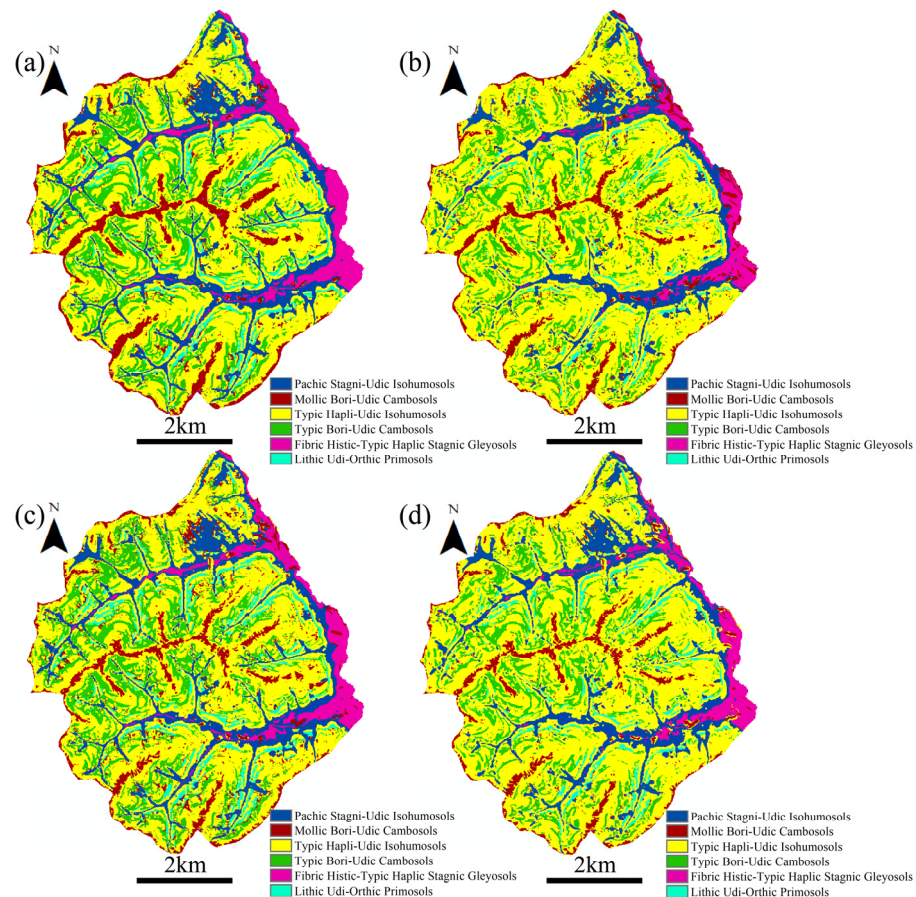 (a)
N
Pachic Stagni-Udic Isohumosols
Mollic Bori-Udic Cambosols
Typic Hapli-Udic Isohumosols
Typic Bori-Udic Cambosols
Fibric Histic-Typic Haplic Stagnic Gleyosols
Lithic Udi-Orthic Primosols
2km
(b)
N
Pachic Stagni-Udic Isohumosols
Mollic Bori-Udic Cambosols
Typic Hapli-Udic Isohumosols
Typic Bori-Udic Cambosols
Fibric Histic-Typic Haplic Stagnic Gleyosols
Lithic Udi-Orthic Primosols
2km
(c)
N
Pachic Stagni-Udic Isohumosols
Mollic Bori-Udic Cambosols
Typic Hapli-Udic Isohumosols
Typic Bori-Udic Cambosols
Fibric Histic-Typic Haplic Stagnic Gleyosols
Lithic Udi-Orthic Primosols
2km
(d)
N
Pachic Stagni-Udic Isohumosols
Mollic Bori-Udic Cambosols
Typic Hapli-Udic Isohumosols
Typic Bori-Udic Cambosols
Fibric Histic-Typic Haplic Stagnic Gleyosols
Lithic Udi-Orthic Primosols
2km